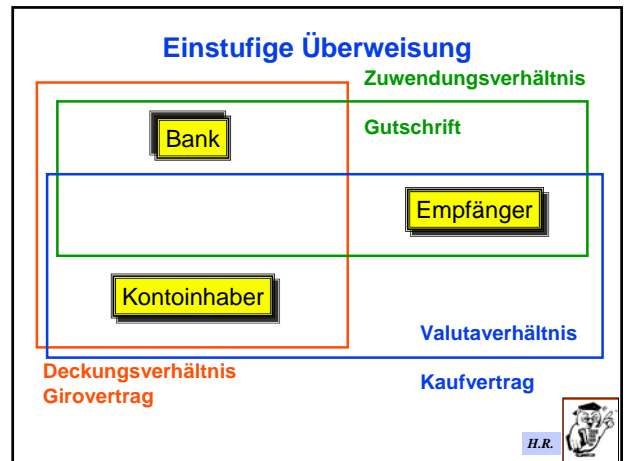 Einstufige Überweisung
Zuwendungsverhältnis
Gutschrift
Bank
Empfänger
Kontoinhaber
Valutaverhältnis
Deckungsverhältnis
Girovertrag
Kaufvertrag
H.R.